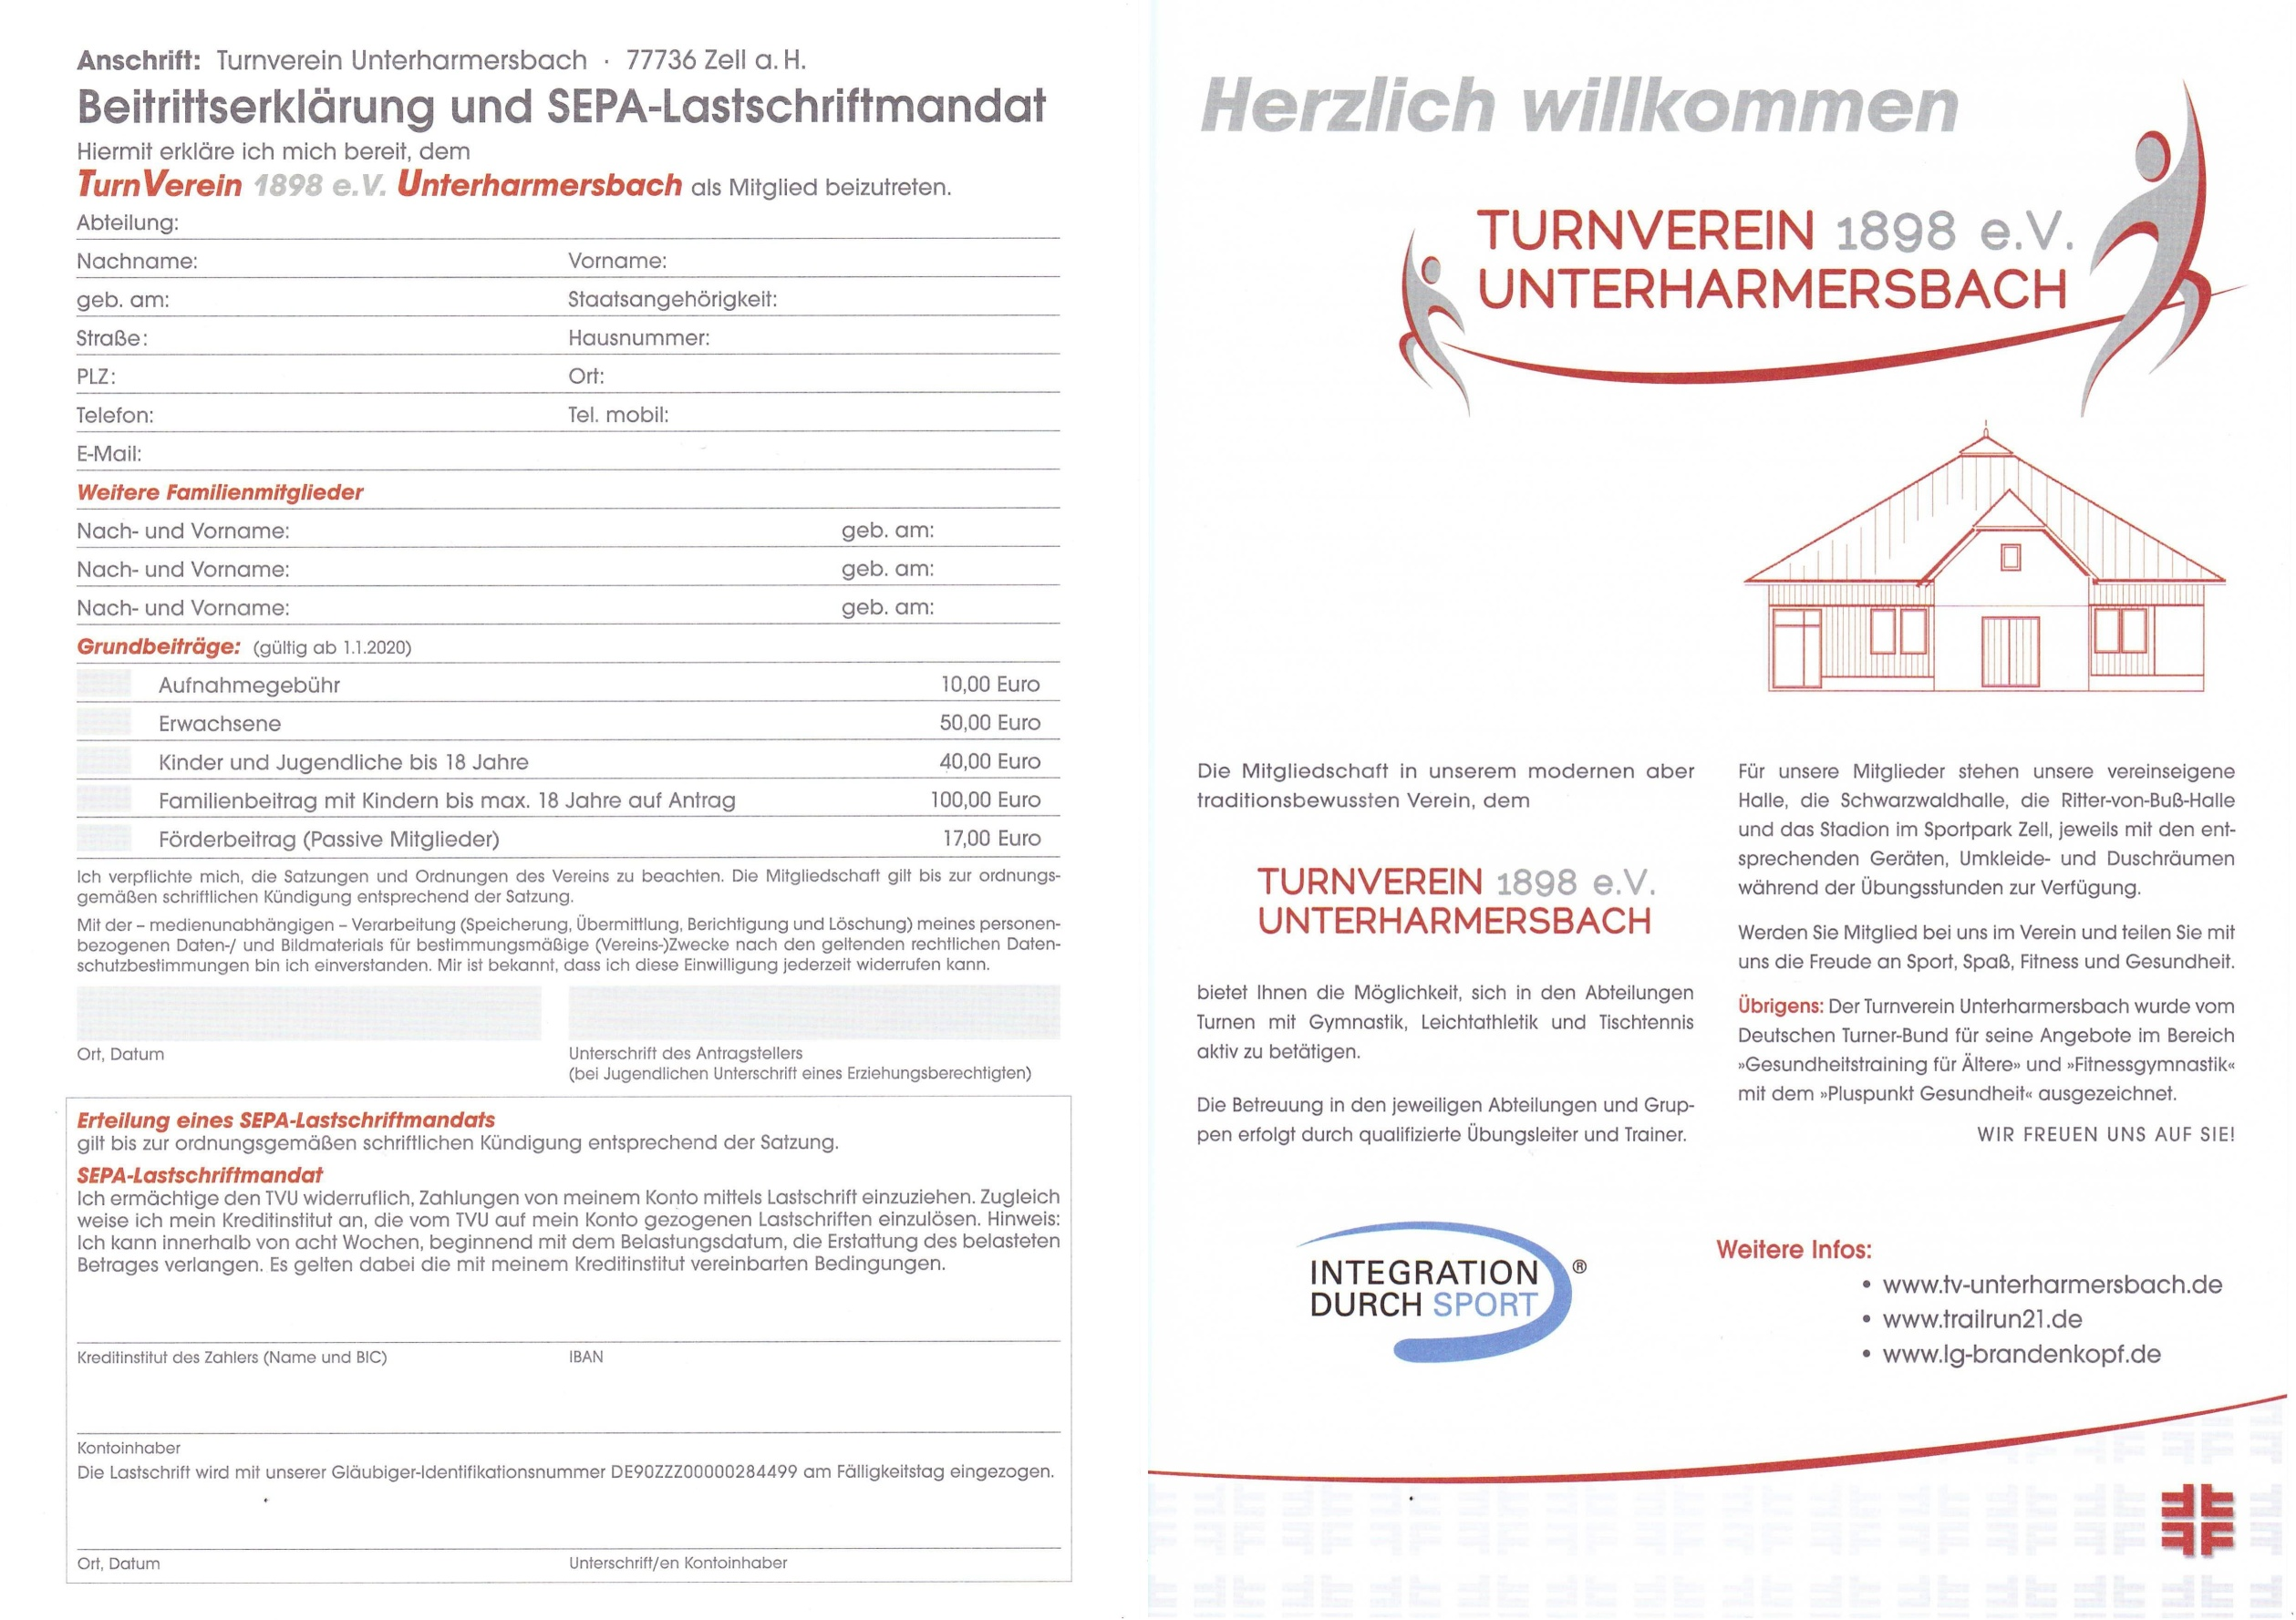 Anschrift: Turnverein Unterharmersbach · 77736 Zell a. H.
Beitrittserklärung und SEPA-Lastschriftmandat
Hiermit erkläre ich mich bereit, dem
TurnVerein 1898 e.V. Unterharmersbach als Mitglied beizutreten.
Abteilung:
Nachname: Vorname:
geb. am: Staatsangehörigkeit:
Straße: Hausnummer:
PLZ: Ort:
Telefon: Tel. mobil:
E-Mail:
Weitere Familienmitglieder
Nach- und Vorname: geb. am:
Nach- und Vorname: geb. am:
Nach- und Vorname: geb. am:
Grundbeiträge: (gültig ab 1.1.2020)
Aufnahmegebühr 10,00 Euro
Erwachsene 50,00 Euro
Kinder und Jugendliche bis 18 Jahre 40,00 Euro
Familienbeitrag mit Kindern bis max. 18 Jahre auf Antrag 100,00 Euro
Förderbeitrag (Passive Mitglieder) 17,00 Euro
Ich verpflichte mich, die Satzungen und Ordnungen des Vereins zu beachten. Die Mitgliedschaft gilt bis zur ordnungs-
gemäßen schriftlichen Kündigung entsprechend der Satzung.
Mit der – medienunabhängigen – Verarbeitung (Speicherung, Übermittlung, Berichtigung und Löschung) meines personen-
bezogenen Daten-/ und Bildmaterials für bestimmungsmäßige (Vereins-)Zwecke nach den geltenden rechtlichen Daten-
schutzbestimmungen bin ich einverstanden. Mir ist bekannt, dass ich diese Einwilligung jederzeit widerrufen kann.
Ort, Datum Unterschrift des Antragstellers
(bei Jugendlichen Unterschrift eines Erziehungsberechtigten)
Erteilung eines SEPA-Lastschriftmandats
gilt bis zur ordnungsgemäßen schriftlichen Kündigung entsprechend der Satzung.
SEPA-Lastschriftmandat
Ich ermächtige den TVU widerruflich, Zahlungen von meinem Konto mittels Lastschrift einzuziehen. Zugleich
weise ich mein Kreditinstitut an, die vom TVU auf mein Konto gezogenen Lastschriften einzulösen. Hinweis:
Ich kann innerhalb von acht Wochen, beginnend mit dem Belastungsdatum, die Erstattung des belasteten
Betrages verlangen. Es gelten dabei die mit meinem Kreditinstitut vereinbarten Bedingungen.
Kreditinstitut des Zahlers (Name und BIC) IBAN
Kontoinhaber
Die Lastschrift wird mit unserer Gläubiger-Identifikationsnummer DE90ZZZ00000284499 am Fälligkeitstag eingezogen.
Ort, Datum Unterschrift/en Kontoinhaber
Herzlich willkommen
TURNVEREIN 1898 e.V.
UNTERHARMERSBACH
Die Mitgliedschaft in unserem modernen aber
traditionsbewussten Verein, dem
TURNVEREIN 1898 e.V.
UNTERHARMERSBACH
bietet Ihnen die Möglichkeit, sich in den Abteilungen
Turnen mit Gymnastik, Leichtathletik und Tischtennis
aktiv zu betätigen.
Die Betreuung in den jeweiligen Abteilungen und Grup-
pen erfolgt durch qualifizierte Übungsleiter und Trainer.
INTEGRATION
DURCH SPORT ®
Für unsere Mitglieder stehen unsere vereinseigene
Halle, die Schwarzwaldhalle, die Ritter-von-Buß-Halle
und das Stadion im Sportpark Zell, jeweils mit den ent-
sprechenden Geräten, Umkleide- und Duschräumen
während der Übungsstunden zur Verfügung.
Werden Sie Mitglied bei uns im Verein und teilen Sie mit
uns die Freude an Sport, Spaß, Fitness und Gesundheit.
Übrigens: Der Turnverein Unterharmersbach wurde vom
Deutschen Turner-Bund für seine Angebote im Bereich
»Gesundheitstraining für Ältere» und »Fitnessgymnastik«
mit dem »Pluspunkt Gesundheit« ausgezeichnet.
WIR FREUEN UNS AUF SIE!
Weitere Infos:
• www.tv-unterharmersbach.de
• www.trailrun21.de
• www.lg-brandenkopf.de